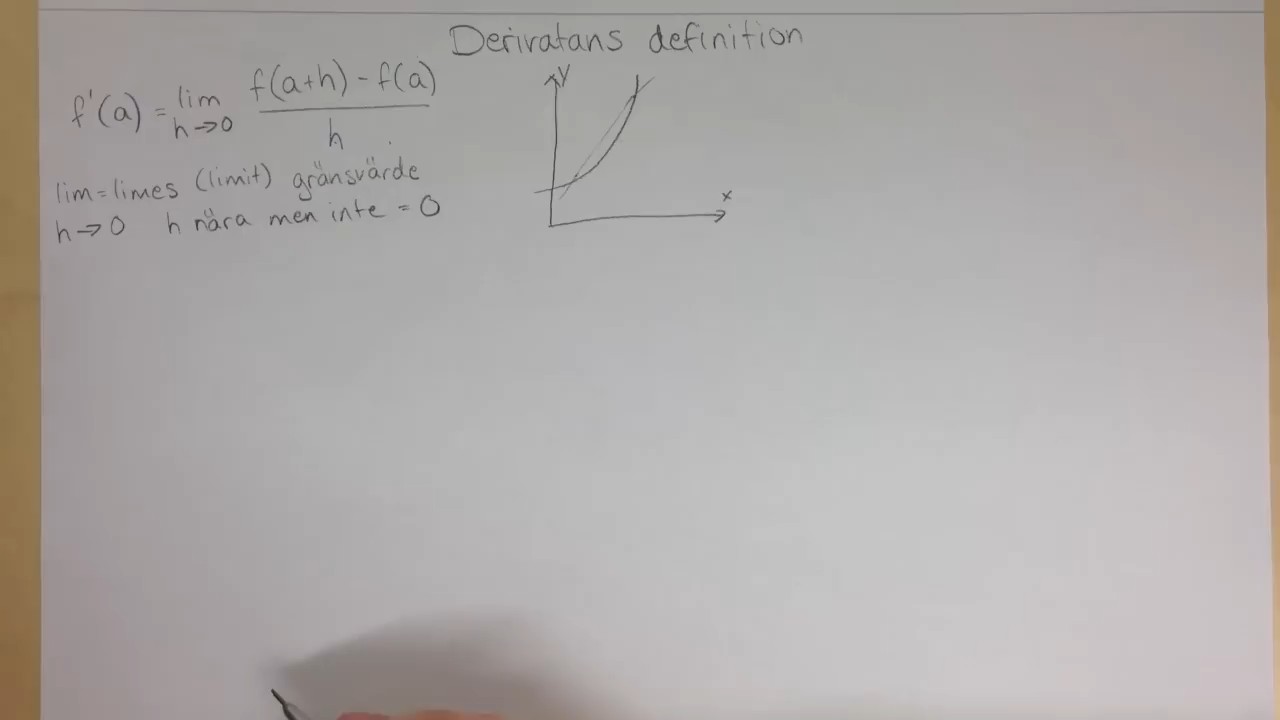 Derivatans definition
f'(a) = lim h→0 f(a+h) - f(a) / h
lim = limes (limit) gränsvärde
h→0 h nära men inte = 0
y
x